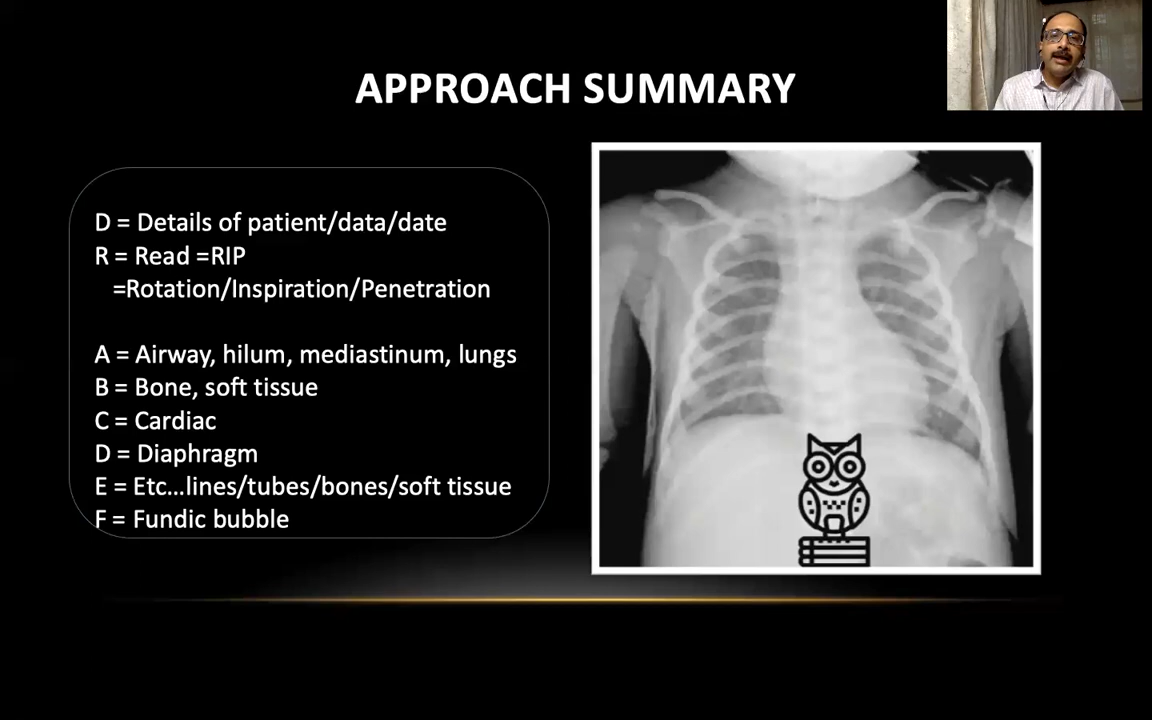 APPROACH SUMMARY
D = Details of patient/data/date
R = Read =RIP
=Rotation/Inspiration/Penetration
A = Airway, hilum, mediastinum, lungs
B = Bone, soft tissue
C = Cardiac
D = Diaphragm
E = Etc...lines/tubes/bones/soft tissue
F = Fundic bubble